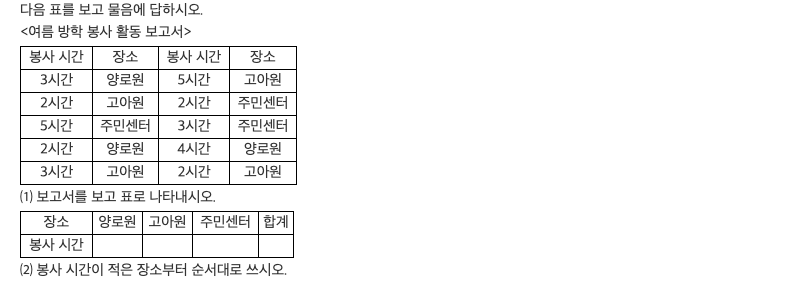 다음 표를 보고 물음에 답하시오.
<여름 방학 봉사 활동 보고서>
봉사 시간 장소 봉사 시간 장소
3시간 양로원 5시간 고아원
2시간 고아원 2시간 주민센터
5시간 주민센터 3시간 주민센터
2시간 양로원 4시간 양로원
3시간 고아원 2시간 고아원
⑴ 보고서를 보고 표로 나타내시오.
장소 양로원 고아원 주민센터 합계
봉사 시간
⑵ 봉사 시간이 적은 장소부터 순서대로 쓰시오.